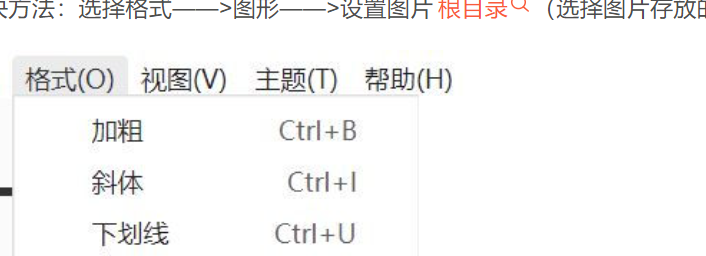 决方法：选择格式——>图形——>设置图片根目录（选择图片存放的
格式(O) 视图(V) 主题(T) 帮助(H)
加粗 Ctrl+B
斜体 Ctrl+I
下划线 Ctrl+U